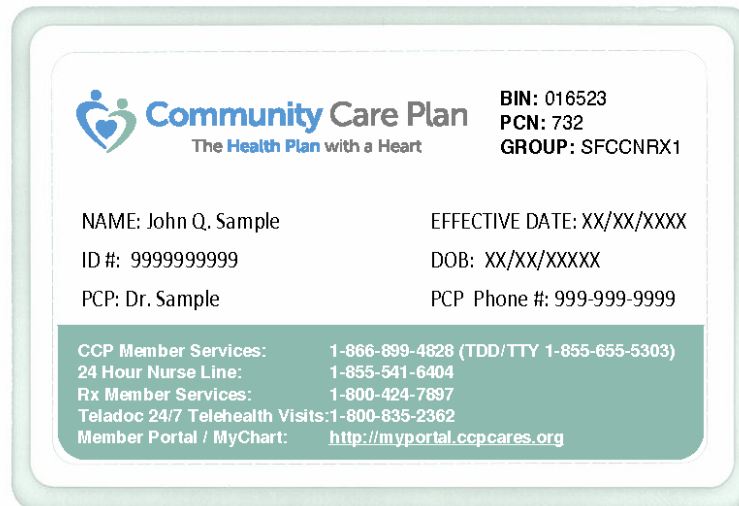 Community Care Plan
The Health Plan with a Heart
BIN: 016523
PCN: 732
GROUP: SFCCNRX1
NAME: John Q. Sample
EFFECTIVE DATE: XX/XX/XXXX
ID #: 9999999999
DOB: XX/XX/XXXXX
PCP: Dr. Sample
PCP Phone #: 999-999-9999
CCP Member Services: 1-866-899-4828 (TDD/TTY 1-855-655-5303)
24 Hour Nurse Line: 1-855-541-6404
Rx Member Services: 1-800-424-7897
Teladoc 24/7 Telehealth Visits:1-800-835-2362
Member Portal / MyChart: http://myportal.ccpcares.org